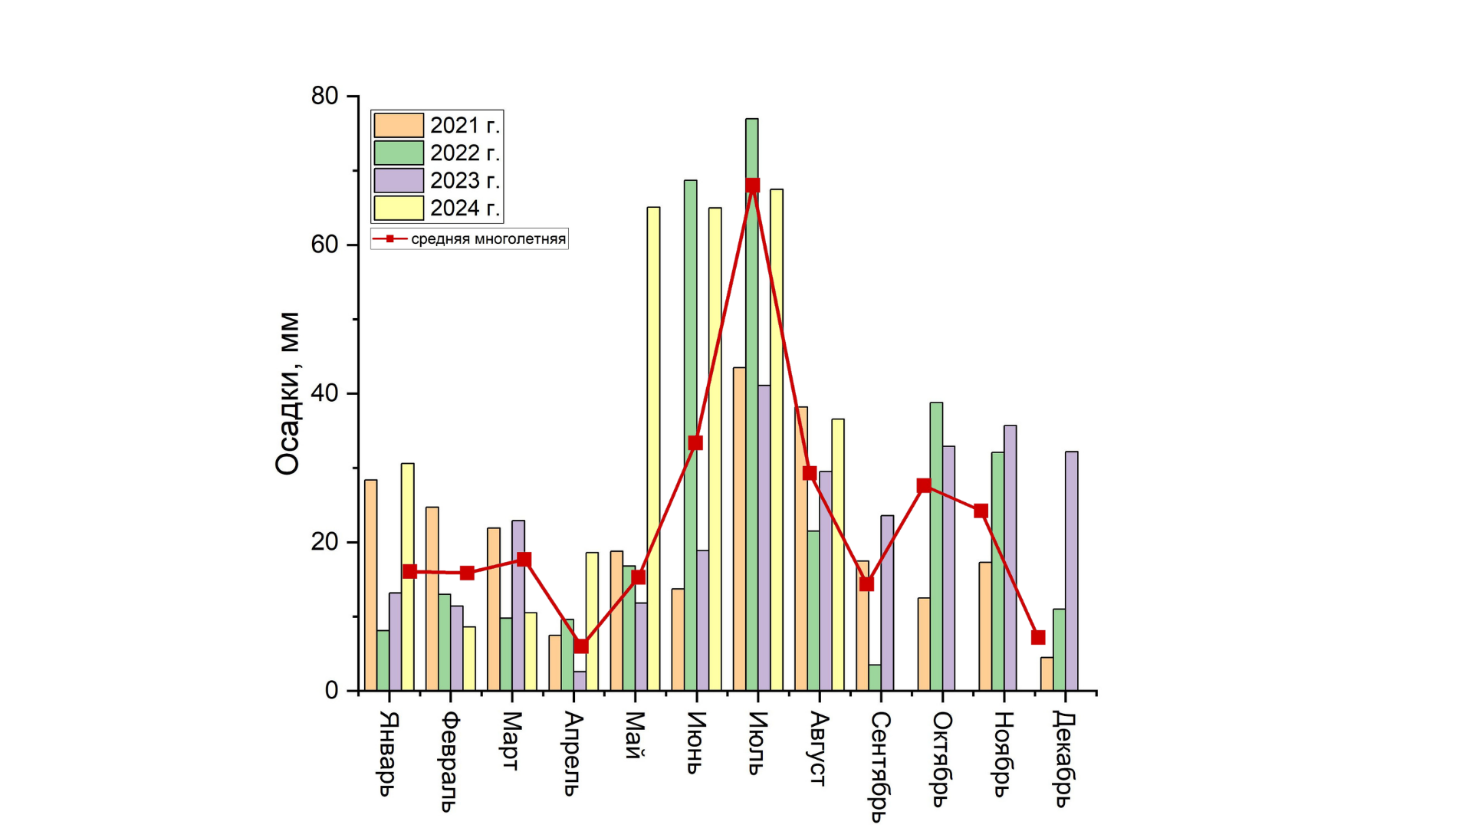 80
60
40
20
0
Осадки, мм
2021 г.
2022 г.
2023 г.
2024 г.
средняя многолетняя
Январь
Февраль
Март
Апрель
Май
Июнь
Июль
Август
Сентябрь
Октябрь
Ноябрь
Декабрь